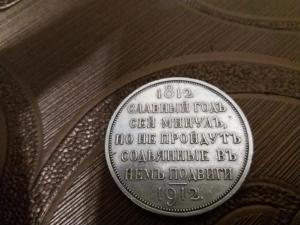 1812
СЛАВНЫЙ ГОДЪ
СЕЙ МИНУЛЪ,
НО НЕ ПРОЙДУТЪ
СОДѢЯННЫЕ ВЪ
НЕМЪ ПОДВИГИ
1912.